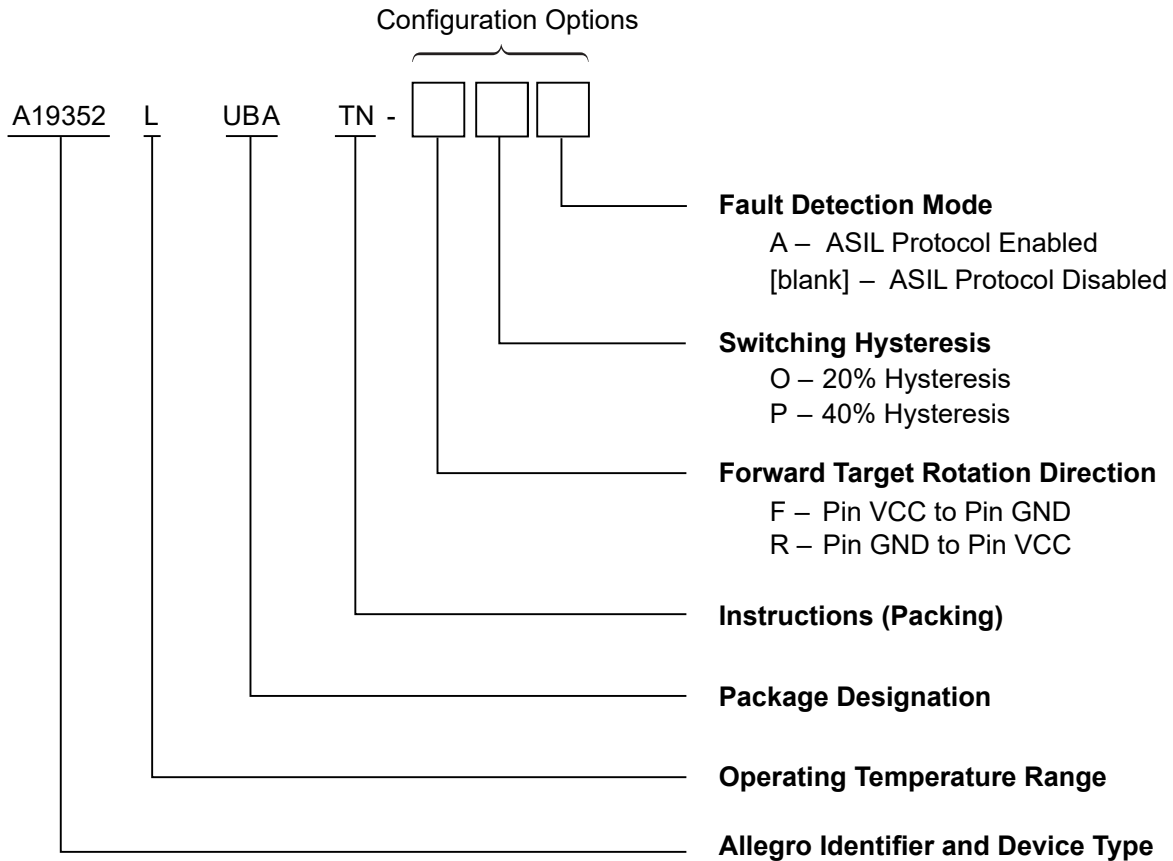 Configuration Options
A19352 L UBA TN -
Fault Detection Mode
A – ASIL Protocol Enabled
[blank] – ASIL Protocol Disabled
Switching Hysteresis
O – 20% Hysteresis
P – 40% Hysteresis
Forward Target Rotation Direction
F – Pin VCC to Pin GND
R – Pin GND to Pin VCC
Instructions (Packing)
Package Designation
Operating Temperature Range
Allegro Identifier and Device Type